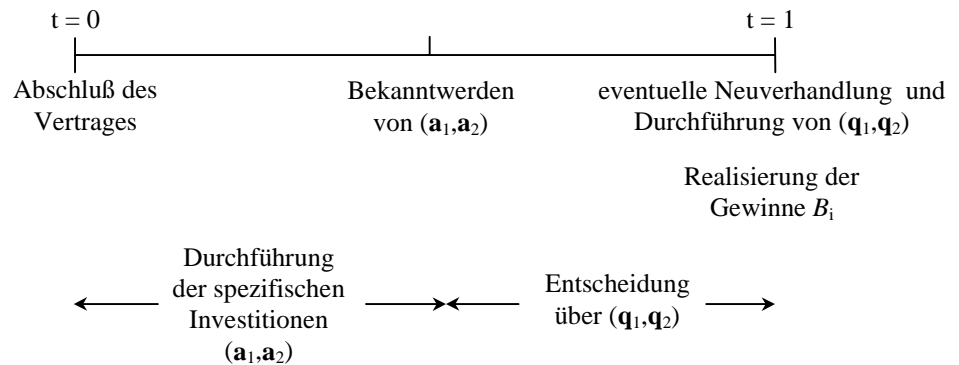 t = 0
t = 1
Abschluß des
Vertrages
Bekanntwerden
von (a₁,a₂)
eventuelle Neuverhandlung und
Durchführung von (q₁,q₂)
Realisierung der
Gewinne Bᵢ
Durchführung
der spezifischen
Investitionen
(a₁,a₂)
Entscheidung
über (q₁,q₂)